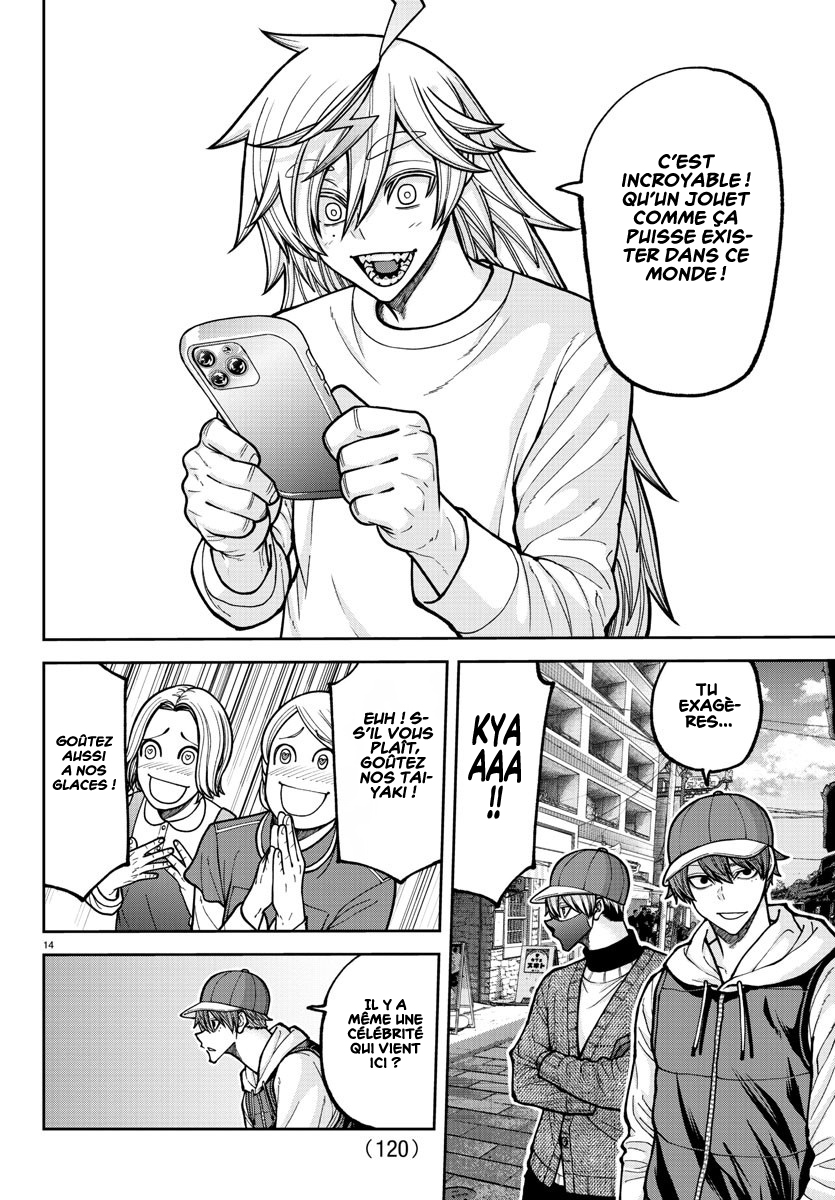 C'EST
INCROYABLE !
QU'UN JOUET
COMME ÇA
PUISSE EXIS-
TER DANS CE
MONDE !
TU
EXAGÈ-
RES...
KYA
AAA
!!
EUH ! S-
S'IL VOUS
PLAÎT,
GOÛTEZ
NOS TAI-
YAKI !
GOÛTEZ
AUSSI
A NOS
GLACES !
14
IL Y A
MÊME UNE
CÉLÉBRITÉ
QUI VIENT
ICI ?
(120)